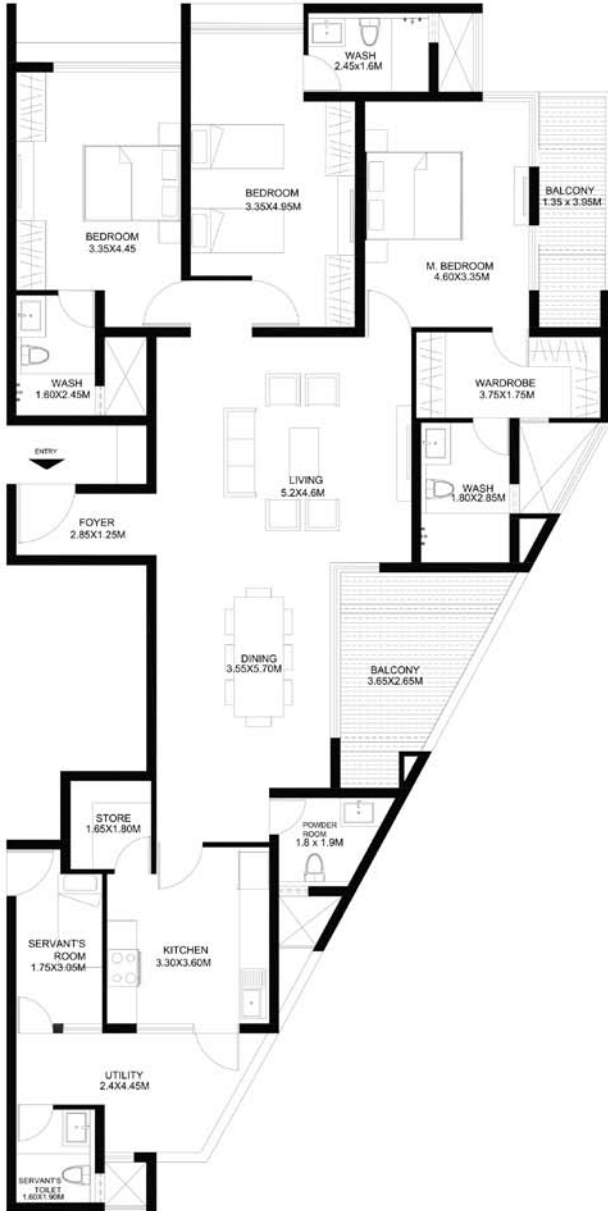 WASH
2.45x1.6M
BEDROOM
3.35X4.95M
BALCONY
1.35 x 3.95M
BEDROOM
3.35X4.45
M. BEDROOM
4.60X3.35M
WASH
1.60X2.45M
WARDROBE
3.75X1.75M
ENTRY
LIVING
5.2X4.6M
WASH
1.80X2.85M
FOYER
2.85X1.25M
DINING
3.55X5.70M
BALCONY
3.65X2.65M
STORE
1.65X1.80M
POWDER
ROOM
1.8 x 1.9M
SERVANT'S
ROOM
1.75X3.05M
KITCHEN
3.30X3.60M
UTILITY
2.4X4.45M
SERVANT'S
TOILET
1.60X1.90M